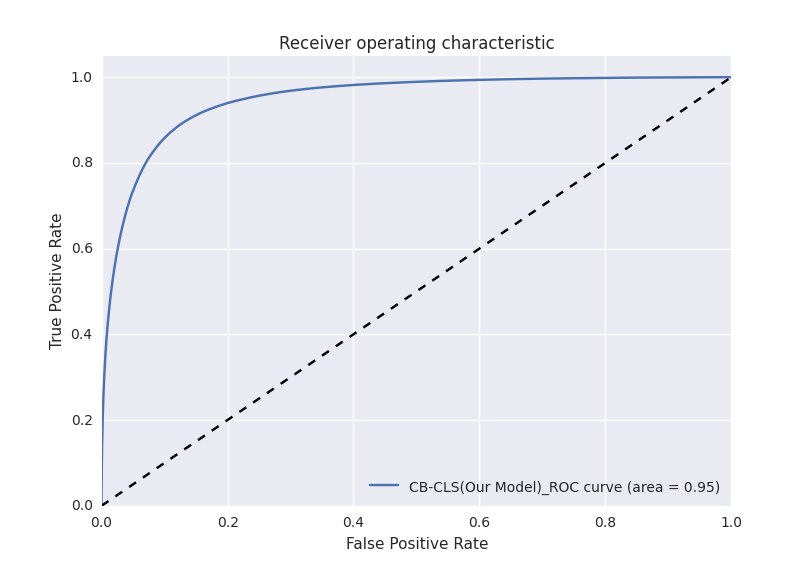 Receiver operating characteristic
1.0
0.8
0.6
0.4
0.2
0.0
True Positive Rate
CB-CLS(Our Model)_ROC curve (area = 0.95)
0.0 0.2 0.4 0.6 0.8 1.0
False Positive Rate